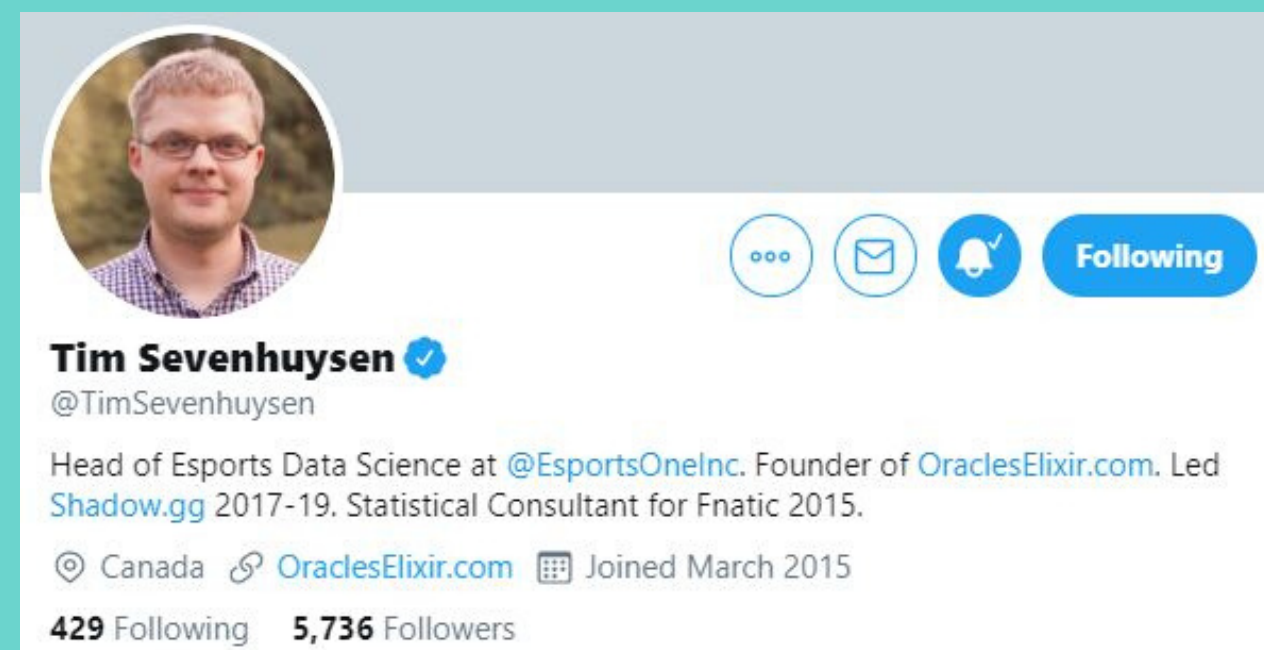 Following
Tim Sevenhuysen
@TimSevenhuysen
Head of Esports Data Science at @EsportsOneInc. Founder of OraclesElixir.com. Led
Shadow.gg 2017-19. Statistical Consultant for Fnatic 2015.
Canada OraclesElixir.com Joined March 2015
429 Following 5,736 Followers